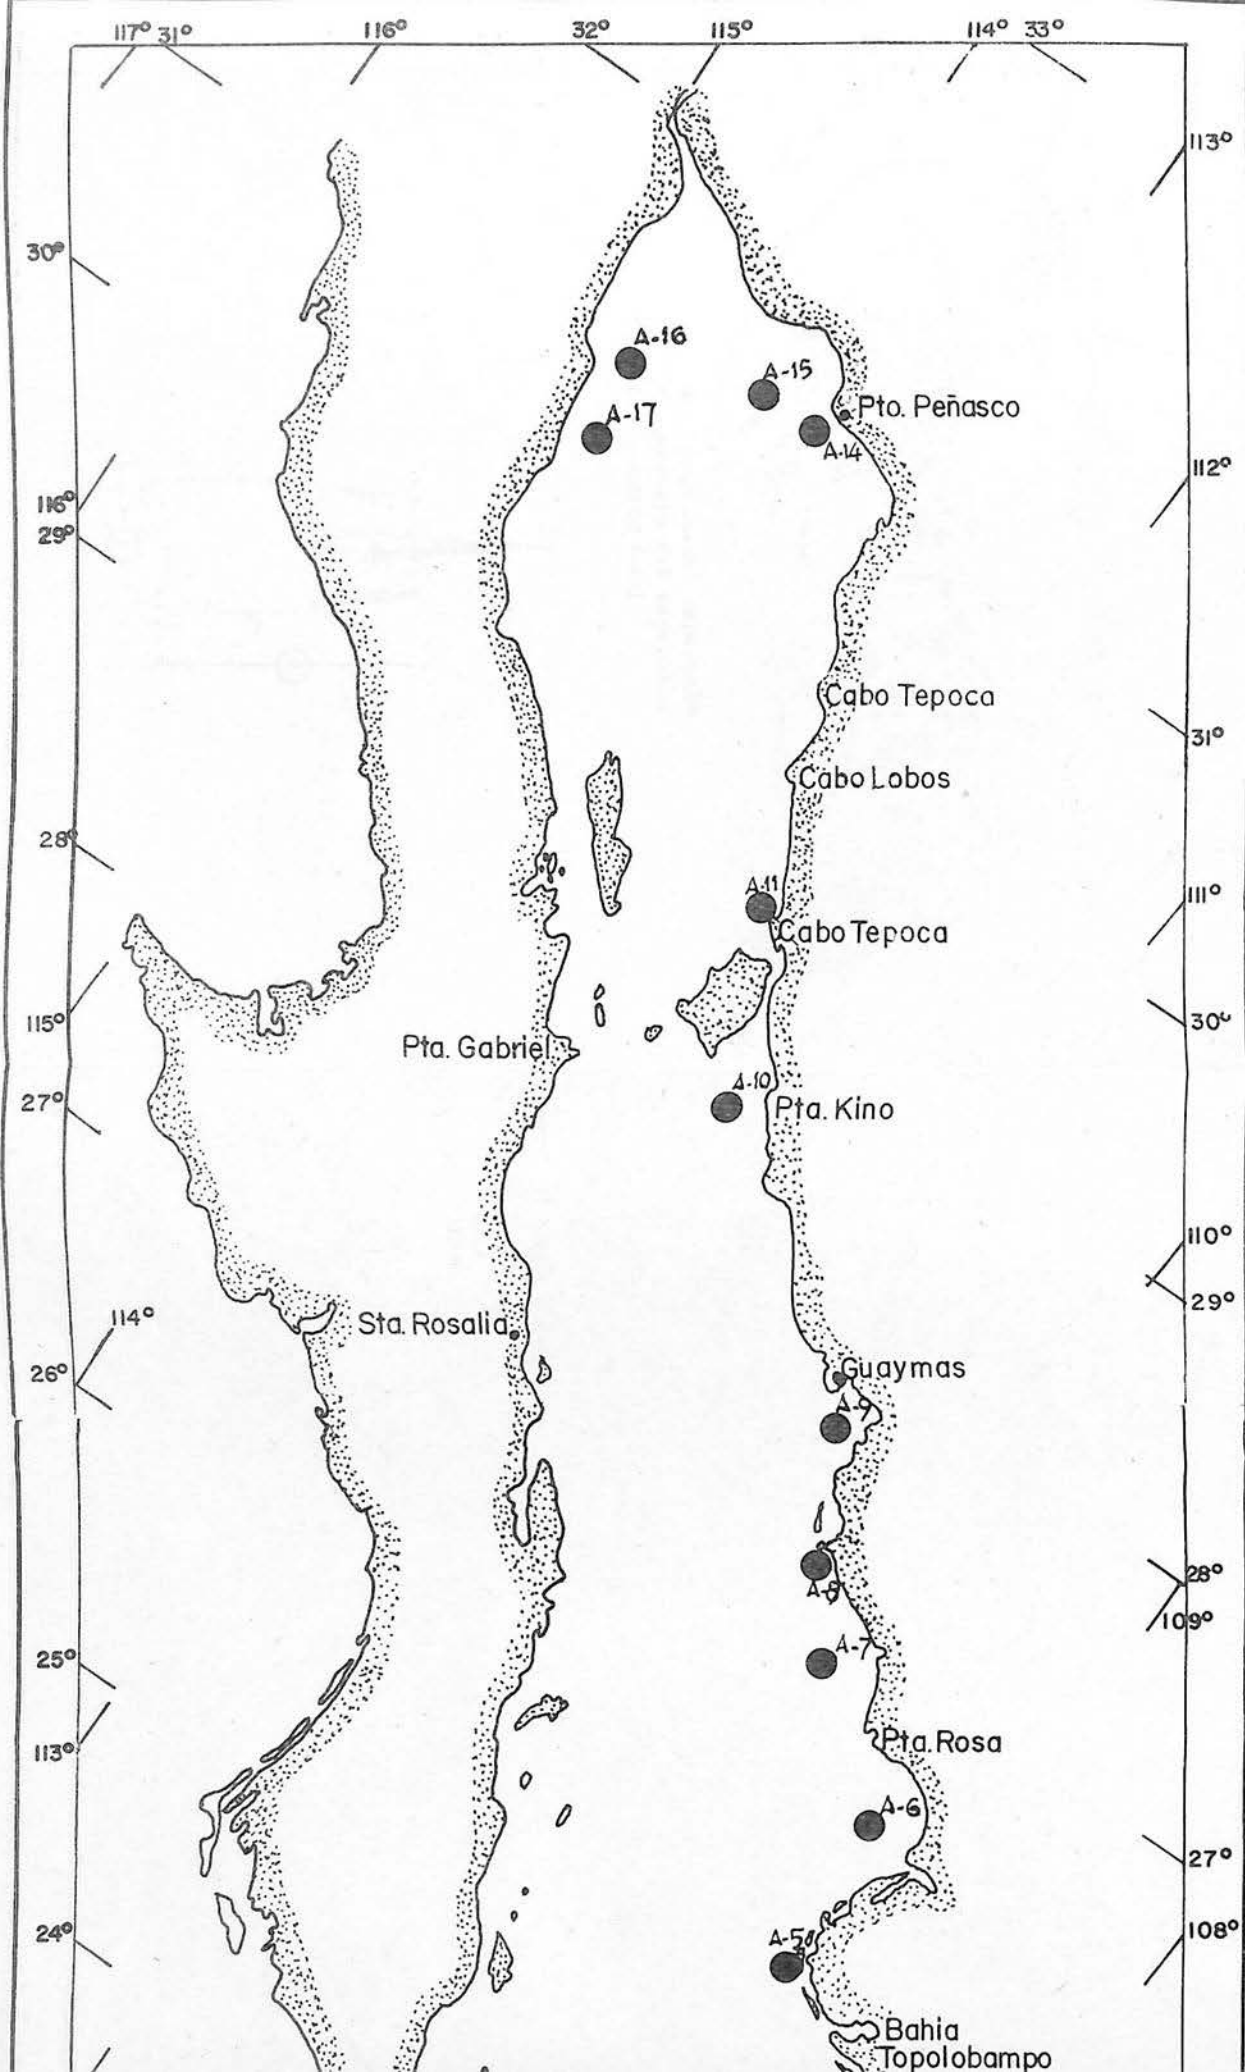 117° 31° 116° 32° 115° 114° 33°
113°
30°
A-16
A-15
Pto. Peñasco
A-17
A-14
112°
116°
29°
Cabo Tepoca
31°
Cabo Lobos
28°
A-11
111°
Cabo Tepoca
115°
30°
Pta. Gabriel
A-10
27°
Pta. Kino
110°
29°
114°
Sta. Rosalia
26°
Guaymas
A-9
28°
A-8
109°
A-7
25°
Pta. Rosa
113°
A-6
27°
24°
A-5
108°
Bahia
Topolobampo